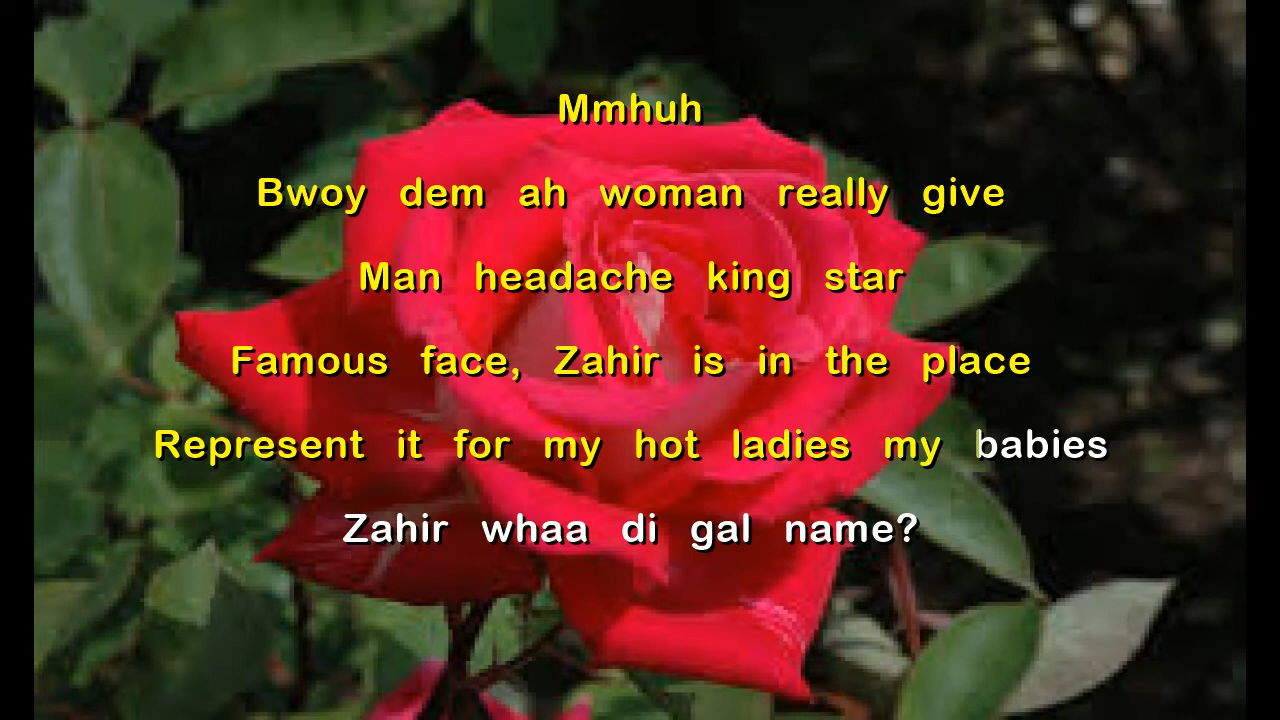 Mmhuh
Bwoy dem ah woman really give
Man headache king star
Famous face, Zahir is in the place
Represent it for my hot ladies my babies
Zahir whaa di gal name?